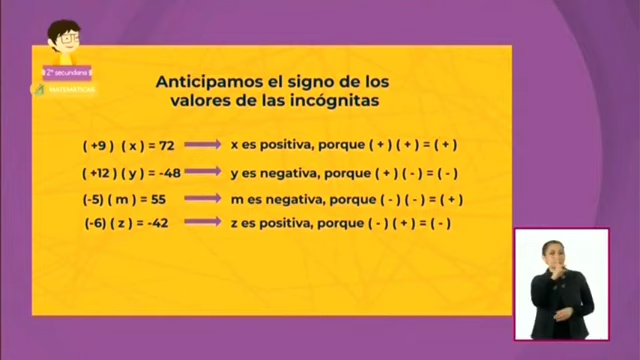 2° secundaria
MATEMÁTICAS
Anticipamos el signo de los
valores de las incógnitas
(+9) (x) = 72 x es positiva, porque (+) (+) = (+)
(+12) (y) = -48 y es negativa, porque (+) (-) = (-)
(-5) (m) = 55 m es negativa, porque (-) (-) = (+)
(-6) (z) = -42 z es positiva, porque (-) (+) = (-)